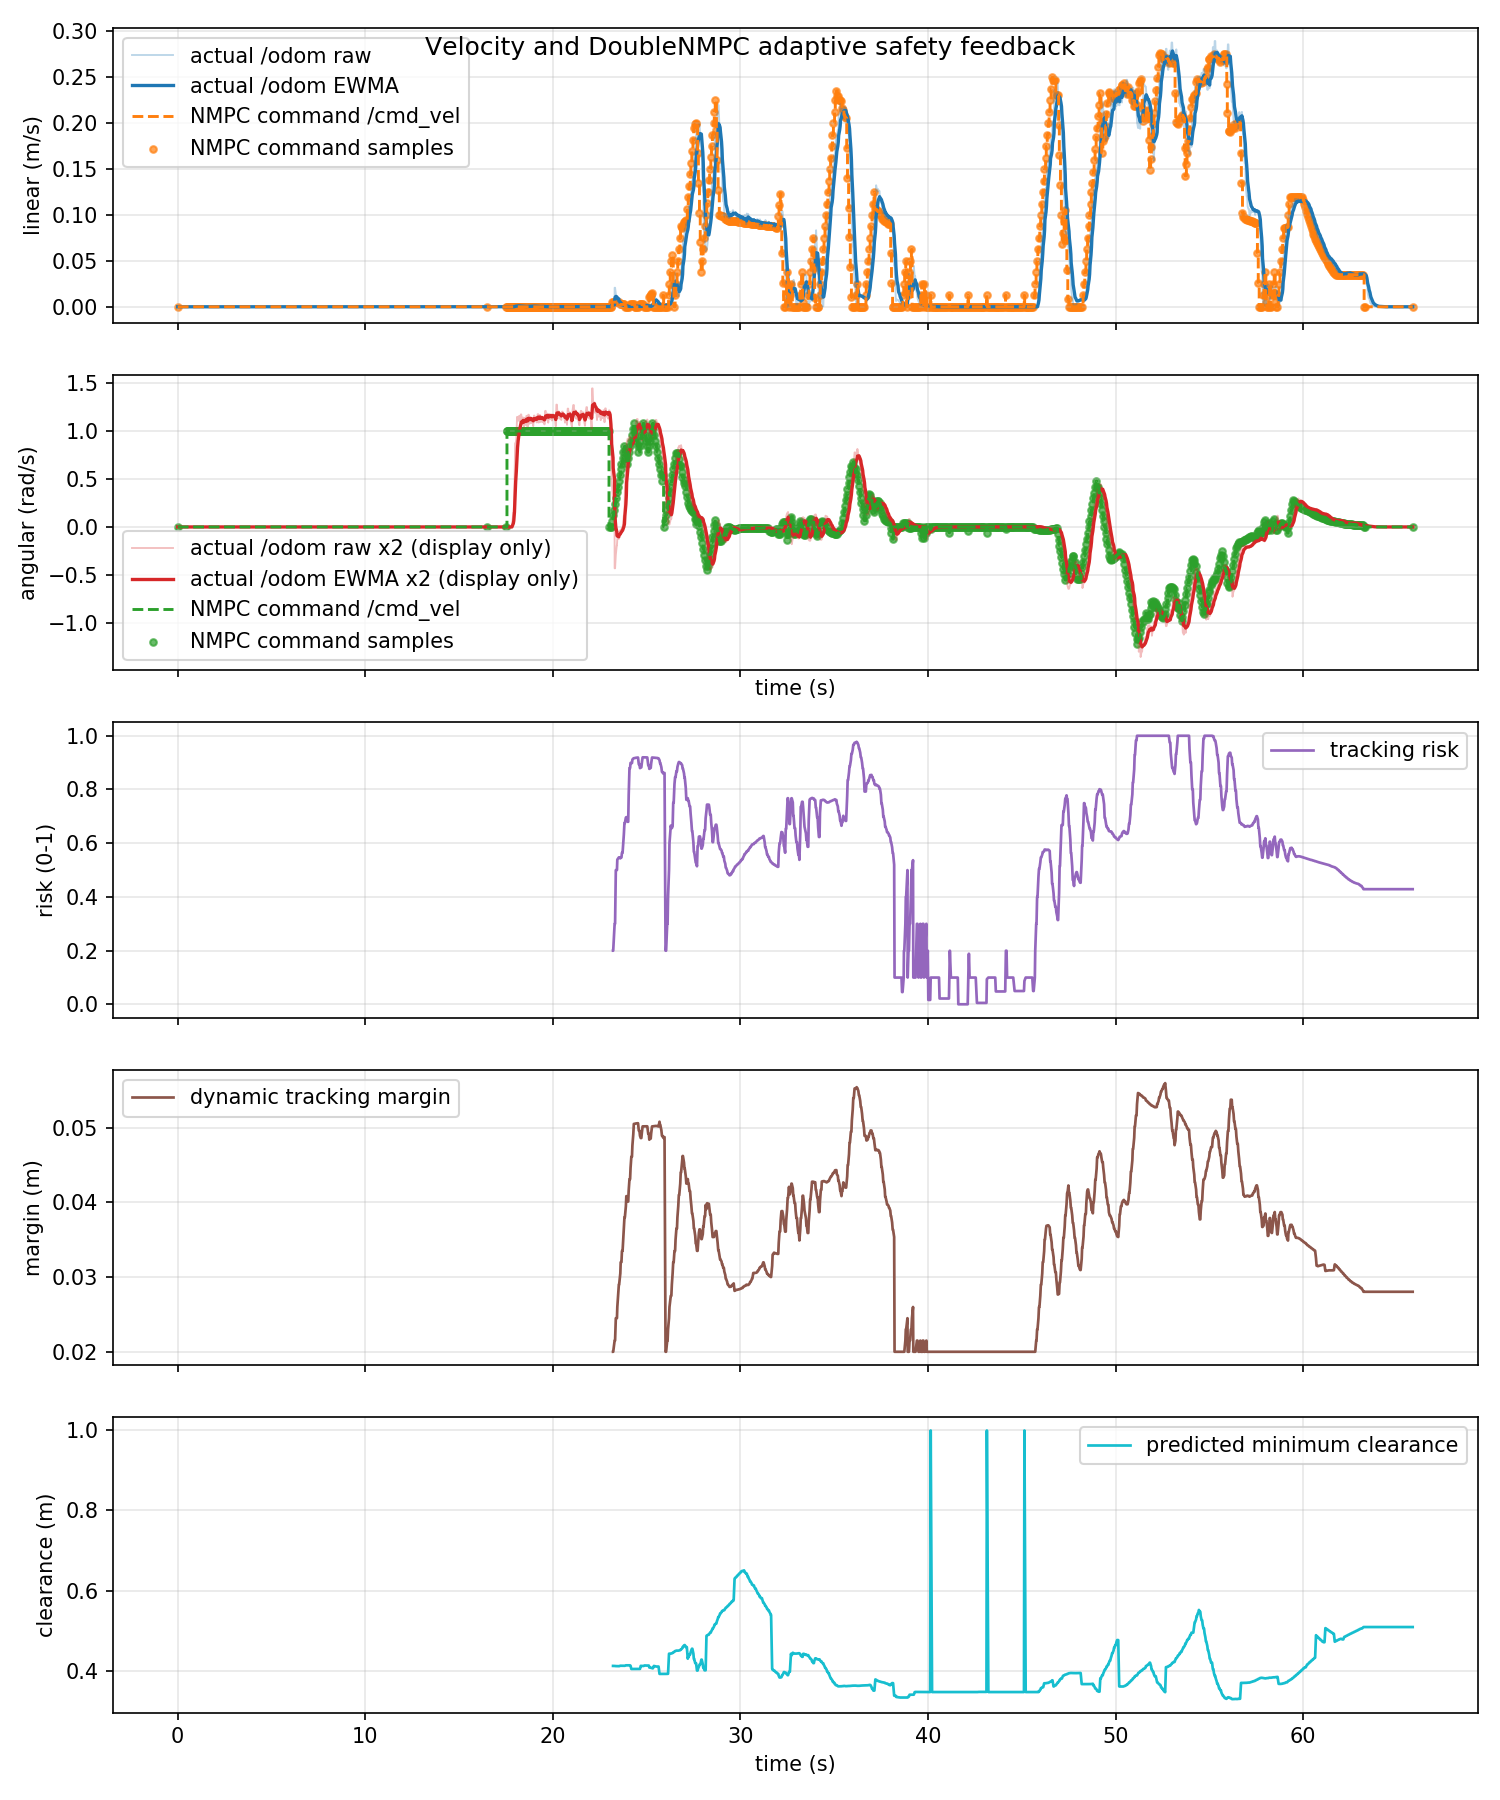 Velocity and DoubleNMPC adaptive safety feedback
0.30
0.25
0.20
0.15
0.10
0.05
0.00
linear (m/s)
actual /odom raw
actual /odom EWMA
NMPC command /cmd_vel
NMPC command samples
1.5
1.0
0.5
0.0
−0.5
−1.0
angular (rad/s)
actual /odom raw x2 (display only)
actual /odom EWMA x2 (display only)
NMPC command /cmd_vel
NMPC command samples
time (s)
1.0
0.8
0.6
0.4
0.2
0.0
risk (0-1)
tracking risk
0.05
0.04
0.03
0.02
margin (m)
dynamic tracking margin
1.0
0.8
0.6
0.4
clearance (m)
predicted minimum clearance
0 10 20 30 40 50 60
time (s)